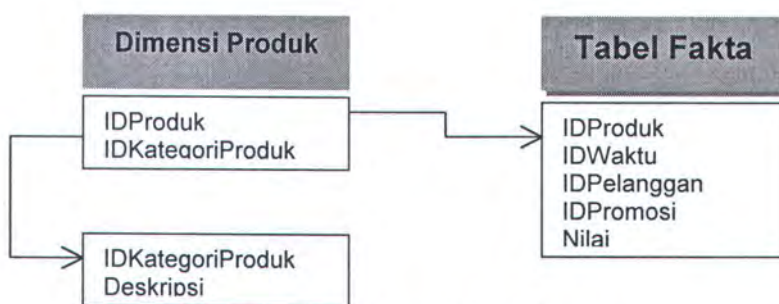 Dimensi Produk
IDProduk
IDKategoriProduk
IDKategoriProduk
Deskripsi
Tabel Fakta
IDProduk
IDWaktu
IDPelanggan
IDPromosi
Nilai